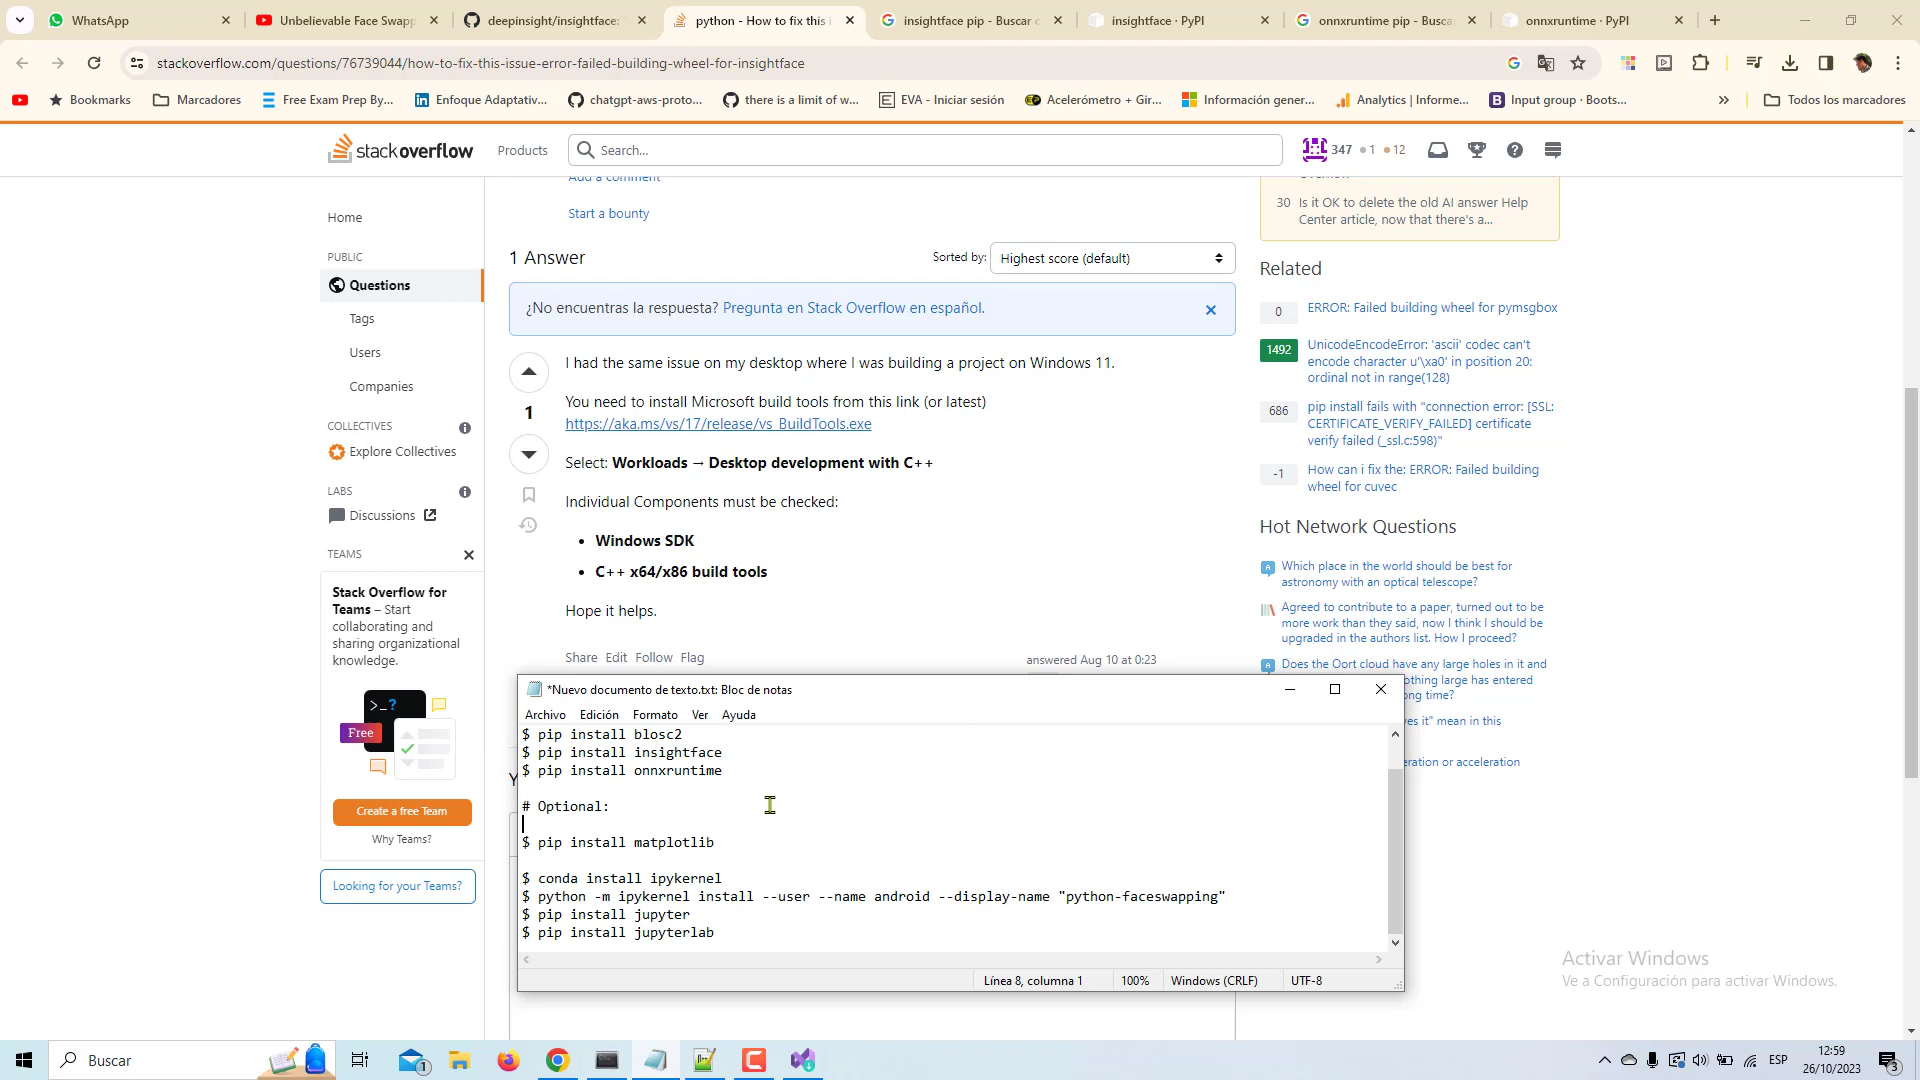 WhatsApp
Unbelievable Face Swapp
deepinsight/insightface:
python - How to fix this i
insightface pip - Buscar c
insightface · PyPI
onnxruntime pip - Busca
onnxruntime · PyPI
stackoverflow.com/questions/76739044/how-to-fix-this-issue-error-failed-building-wheel-for-insightface
Bookmarks
Marcadores
Free Exam Prep By...
Enfoque Adaptativ...
chatgpt-aws-proto...
there is a limit of w...
EVA - Iniciar sesión
Acelerómetro + Gir...
Información gener...
Analytics | Informe...
Input group · Boots...
Todos los marcadores
stackoverflow
Products
Search...
347 1 12
Home
PUBLIC
Questions
Tags
Users
Companies
COLLECTIVES
Explore Collectives
LABS
Discussions
TEAMS
Stack Overflow for
Teams – Start
collaborating and
sharing organizational
knowledge.
>_?
Free
Create a free Team
Why Teams?
Looking for your Teams?
Add a comment
Start a bounty
1 Answer
Sorted by:
Highest score (default)
¿No encuentras la respuesta? Pregunta en Stack Overflow en español.
1
I had the same issue on my desktop where I was building a project on Windows 11.
You need to install Microsoft build tools from this link (or latest)
https://aka.ms/vs/17/release/vs_BuildTools.exe
Select: Workloads → Desktop development with C++
Individual Components must be checked:
• Windows SDK
• C++ x64/x86 build tools
Hope it helps.
Share Edit Follow Flag
answered Aug 10 at 0:23
Overflow
30 Is it OK to delete the old AI answer Help
Center article, now that there's a...
Related
0 ERROR: Failed building wheel for pymsgbox
1492 UnicodeEncodeError: 'ascii' codec can't
encode character u'\xa0' in position 20:
ordinal not in range(128)
686 pip install fails with "connection error: [SSL:
CERTIFICATE_VERIFY_FAILED] certificate
verify failed (_ssl.c:598)"
-1 How can i fix the: ERROR: Failed building
wheel for cuvec
Hot Network Questions
Which place in the world should be best for
astronomy with an optical telescope?
Agreed to contribute to a paper, turned out to be
more work than they said, now I think I should be
upgraded in the authors list. How I proceed?
Does the Oort cloud have any large holes in it and
nothing large has entered
time?
it" mean in this
or acceleration
*Nuevo documento de texto.txt: Bloc de notas
Archivo Edición Formato Ver Ayuda
$ pip install blosc2
$ pip install insightface
$ pip install onnxruntime
# Optional:
$ pip install matplotlib
$ conda install ipykernel
$ python -m ipykernel install --user --name android --display-name "python-faceswapping"
$ pip install jupyter
$ pip install jupyterlab
Línea 8, columna 1
100%
Windows (CRLF)
UTF-8
Activar Windows
Ve a Configuración para activar Windows.
Buscar
1
ESP
12:59
26/10/2023
3